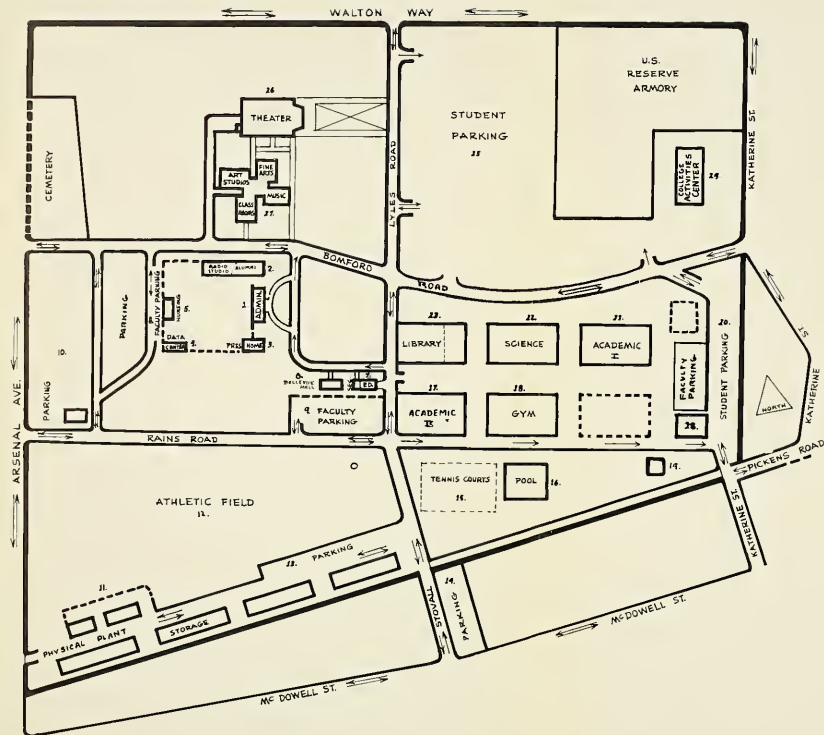 WALTON WAY
26
THEATER
STUDENT
PARKING
25
U.S.
RESERVE
ARMORY
CEMETERY
LYLES ROAD
KATHERINE ST.
COLLEGE
ACTIVITIES
CENTER
24
ART
STUDIOS
FINE
ARTS
MUSIC
CLASS
ROOMS
27.
BOMFORD
ROAD
PARKING
FACULTY PARKING
RADIO
STUDIO
ALUMNI
2.
NURSING
5.
1.
ADMIN.
DATA
CENTER
4.
PRES
HOME
3.
10.
PARKING
ARSENAL AVE.
23.
LIBRARY
22.
SCIENCE
21.
ACADEMIC
20.
STUDENT PARKING
FACULTY
PARKING
KATHERINE
ST.
NORTH
BELLEVUE
HALL
ED.
9.
FACULTY
PARKING
17.
ACADEMIC
18.
GYM
28.
RAINS ROAD
PICKENS ROAD
TENNIS COURTS
15.
POOL
16.
19.
ATHLETIC FIELD
12.
13.
PARKING
11.
PHYSICAL PLANT
STORAGE
STOVALL
14.
PARKING
KATHERINE ST.
McDOWELL ST.
McDOWELL ST.